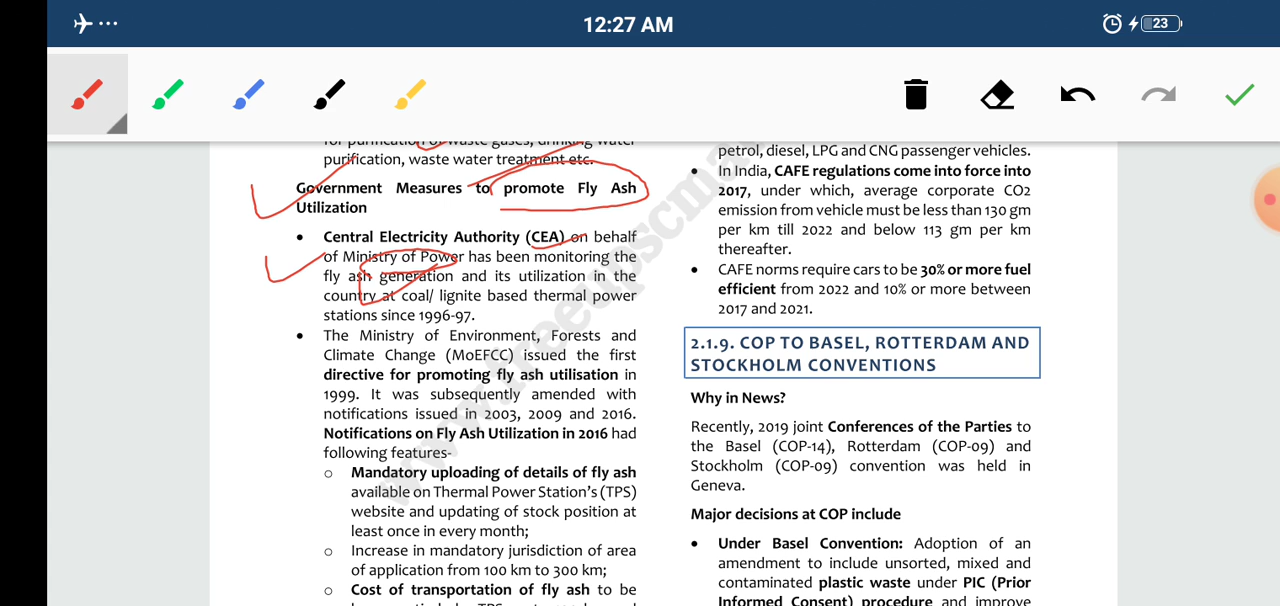 12:27 AM
23
for purification of waste gases, drinking water
purification, waste water treatment etc.
Government Measures to promote Fly Ash
Utilization
• Central Electricity Authority (CEA) on behalf
of Ministry of Power has been monitoring the
fly ash generation and its utilization in the
country at coal/ lignite based thermal power
stations since 1996-97.
• The Ministry of Environment, Forests and
Climate Change (MoEFCC) issued the first
directive for promoting fly ash utilisation in
1999. It was subsequently amended with
notifications issued in 2003, 2009 and 2016.
Notifications on Fly Ash Utilization in 2016 had
following features-
o Mandatory uploading of details of fly ash
available on Thermal Power Station's (TPS)
website and updating of stock position at
least once in every month;
o Increase in mandatory jurisdiction of area
of application from 100 km to 300 km;
o Cost of transportation of fly ash to be
petrol, diesel, LPG and CNG passenger vehicles.
• In India, CAFE regulations come into force into
2017, under which, average corporate CO2
emission from vehicle must be less than 130 gm
per km till 2022 and below 113 gm per km
thereafter.
• CAFE norms require cars to be 30% or more fuel
efficient from 2022 and 10% or more between
2017 and 2021.
2.1.9. COP TO BASEL, ROTTERDAM AND
STOCKHOLM CONVENTIONS
Why in News?
Recently, 2019 joint Conferences of the Parties to
the Basel (COP-14), Rotterdam (COP-09) and
Stockholm (COP-09) convention was held in
Geneva.
Major decisions at COP include
• Under Basel Convention: Adoption of an
amendment to include unsorted, mixed and
contaminated plastic waste under PIC (Prior
Informed Consent) procedure and improve